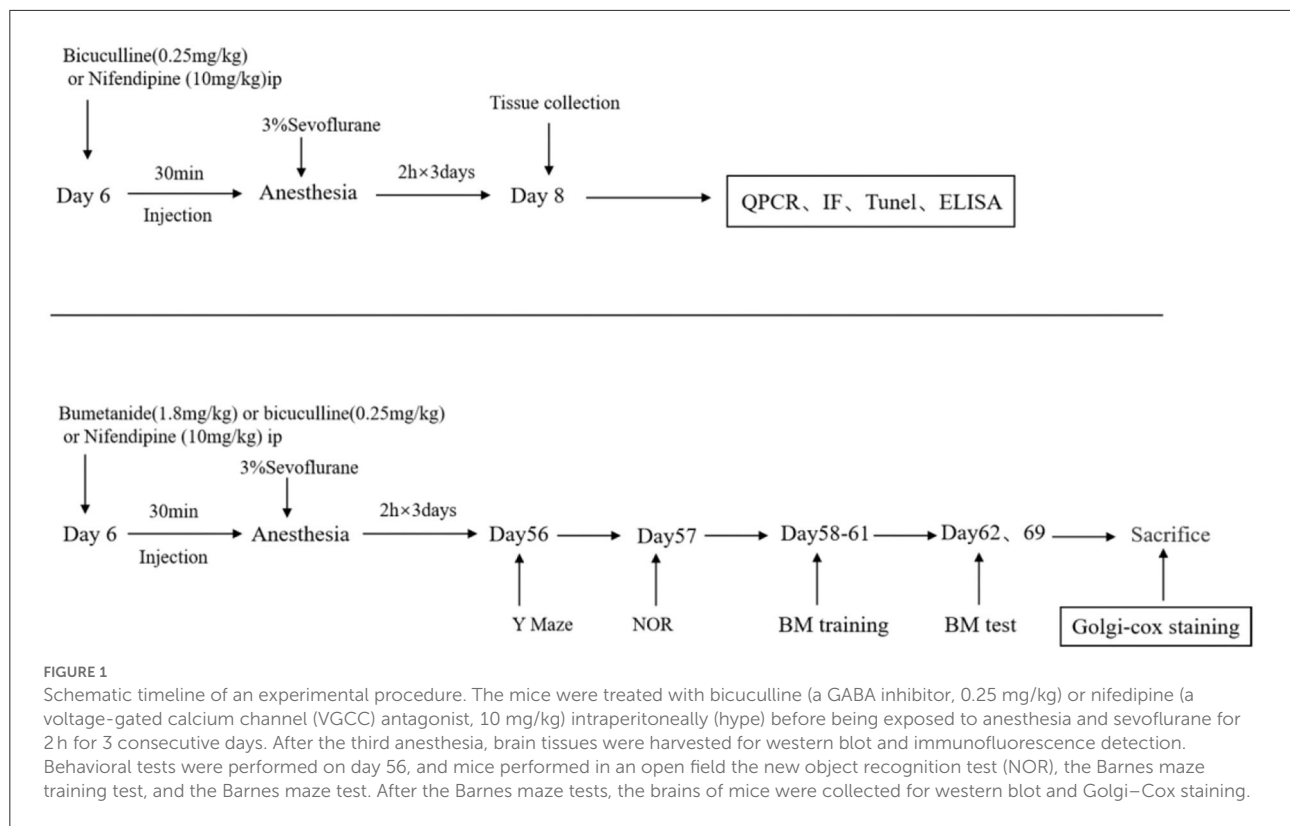 Bicuculline(0.25mg/kg)
or Nifendipine (10mg/kg)ip
Tissue collection
3%Sevoflurane
30min
2h×3days
Day 6
Anesthesia
Day 8
Injection
QPCR、IF、Tunel、ELISA
Bumetanide(1.8mg/kg) or bicuculline(0.25mg/kg)
or Nifendipine (10mg/kg) ip
3%Sevoflurane
30min
2h×3days
Day 6
Anesthesia
Day56
Day57
Day58-61
Day62、69
Sacrifice
Injection
Y Maze
NOR
BM training
BM test
Golgi-cox staining
FIGURE 1
Schematic timeline of an experimental procedure. The mice were treated with bicuculline (a GABA inhibitor, 0.25 mg/kg) or nifedipine (a
voltage-gated calcium channel (VGCC) antagonist, 10 mg/kg) intraperitoneally (hype) before being exposed to anesthesia and sevoflurane for
2 h for 3 consecutive days. After the third anesthesia, brain tissues were harvested for western blot and immunofluorescence detection.
Behavioral tests were performed on day 56, and mice performed in an open field the new object recognition test (NOR), the Barnes maze
training test, and the Barnes maze test. After the Barnes maze tests, the brains of mice were collected for western blot and Golgi–Cox staining.